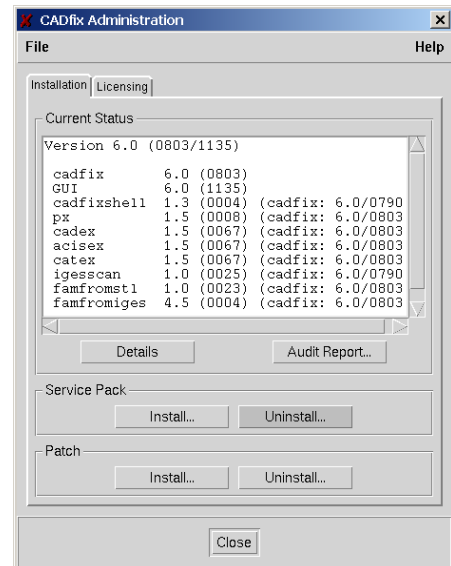 CADfix Administration
File Help
Installation Licensing
Current Status
Version 6.0 (0803/1135)
cadfix 6.0 (0803)
GUI 6.0 (1135)
cadfixshell 1.3 (0004) (cadfix: 6.0/0790
px 1.5 (0008) (cadfix: 6.0/0803
cadex 1.5 (0067) (cadfix: 6.0/0803
acisex 1.5 (0067) (cadfix: 6.0/0803
catex 1.5 (0067) (cadfix: 6.0/0803
igesscan 1.0 (0025) (cadfix: 6.0/0790
famfromstl 1.0 (0023) (cadfix: 6.0/0803
famfromiges 4.5 (0004) (cadfix: 6.0/0803
Details Audit Report...
Service Pack
Install... Uninstall...
Patch
Install... Uninstall...
Close